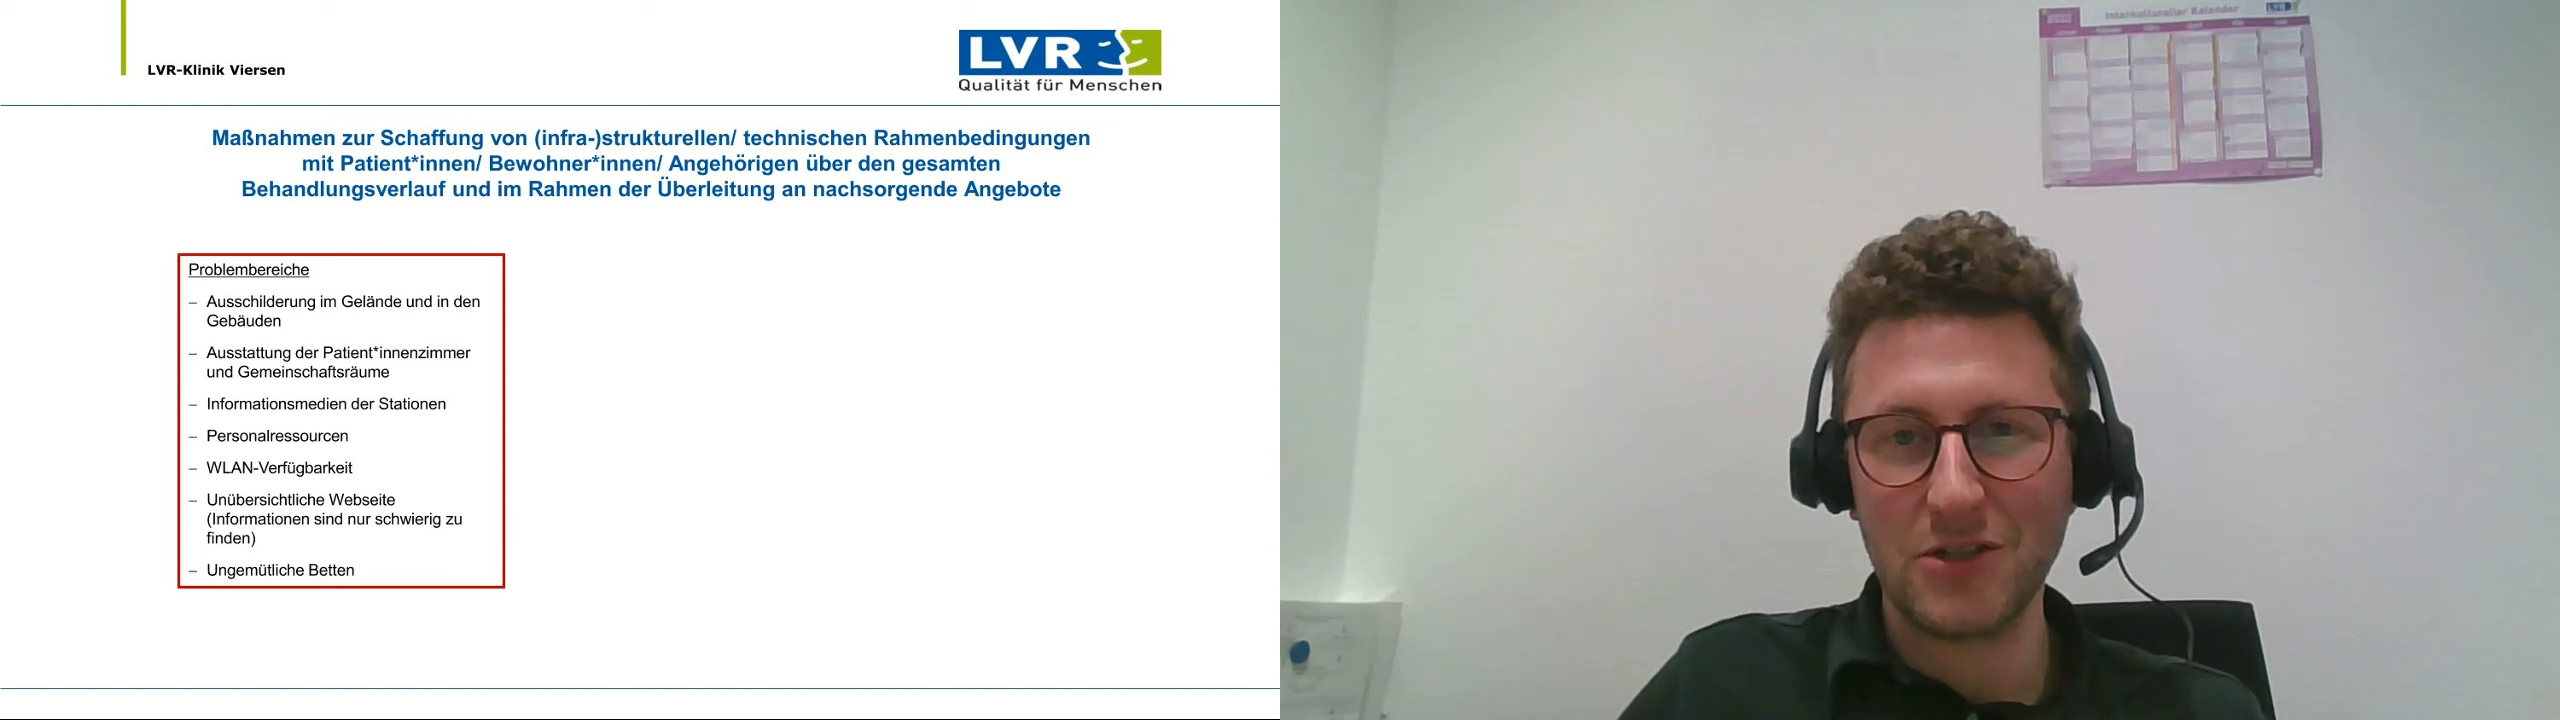 LVR-Klinik Viersen
LVR
Qualität für Menschen
Maßnahmen zur Schaffung von (infra-)strukturellen/ technischen Rahmenbedingungen
mit Patient*innen/ Bewohner*innen/ Angehörigen über den gesamten
Behandlungsverlauf und im Rahmen der Überleitung an nachsorgende Angebote
Problembereiche
– Ausschilderung im Gelände und in den
Gebäuden
– Ausstattung der Patient*innenzimmer
und Gemeinschaftsräume
– Informationsmedien der Stationen
– Personalressourcen
– WLAN-Verfügbarkeit
– Unübersichtliche Webseite
(Informationen sind nur schwierig zu
finden)
– Ungemütliche Betten
Interkultureller Kalender
LVR